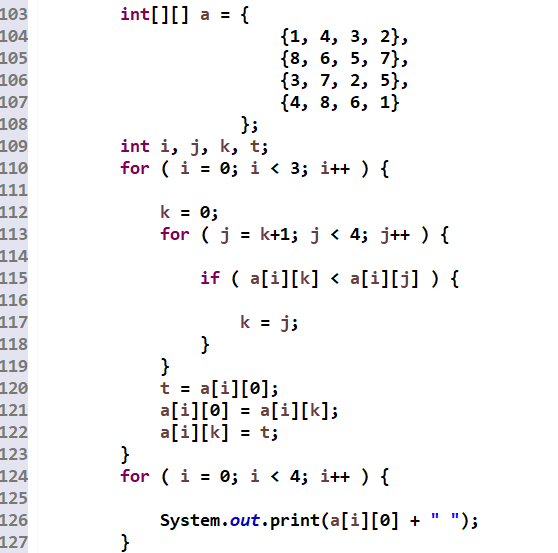 103 int[][] a = {
104 {1, 4, 3, 2},
105 {8, 6, 5, 7},
106 {3, 7, 2, 5},
107 {4, 8, 6, 1}
108 };
109 int i, j, k, t;
110 for ( i = 0; i < 3; i++ ) {
111
112 k = 0;
113 for ( j = k+1; j < 4; j++ ) {
114
115 if ( a[i][k] < a[i][j] ) {
116
117 k = j;
118 }
119 }
120 t = a[i][0];
121 a[i][0] = a[i][k];
122 a[i][k] = t;
123 }
124 for ( i = 0; i < 4; i++ ) {
125
126 System.out.print(a[i][0] + " ");
127 }